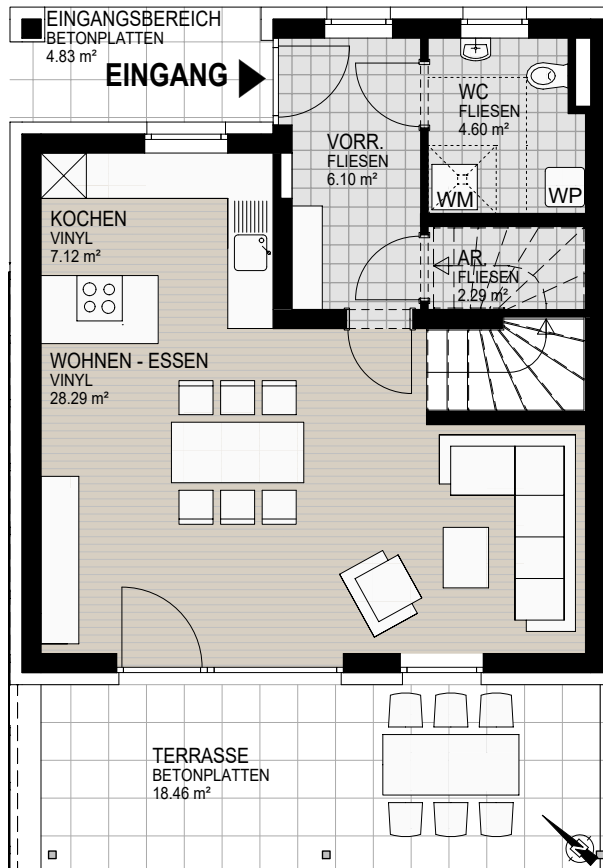 EINGANGSBEREICH
BETONPLATTEN
4.83 m²
EINGANG
WC
FLIESEN
4.60 m²
VORR.
FLIESEN
6.10 m²
WM
WP
KOCHEN
VINYL
7.12 m²
AR.
FLIESEN
2.29 m²
WOHNEN - ESSEN
VINYL
28.29 m²
TERRASSE
BETONPLATTEN
18.46 m²
N